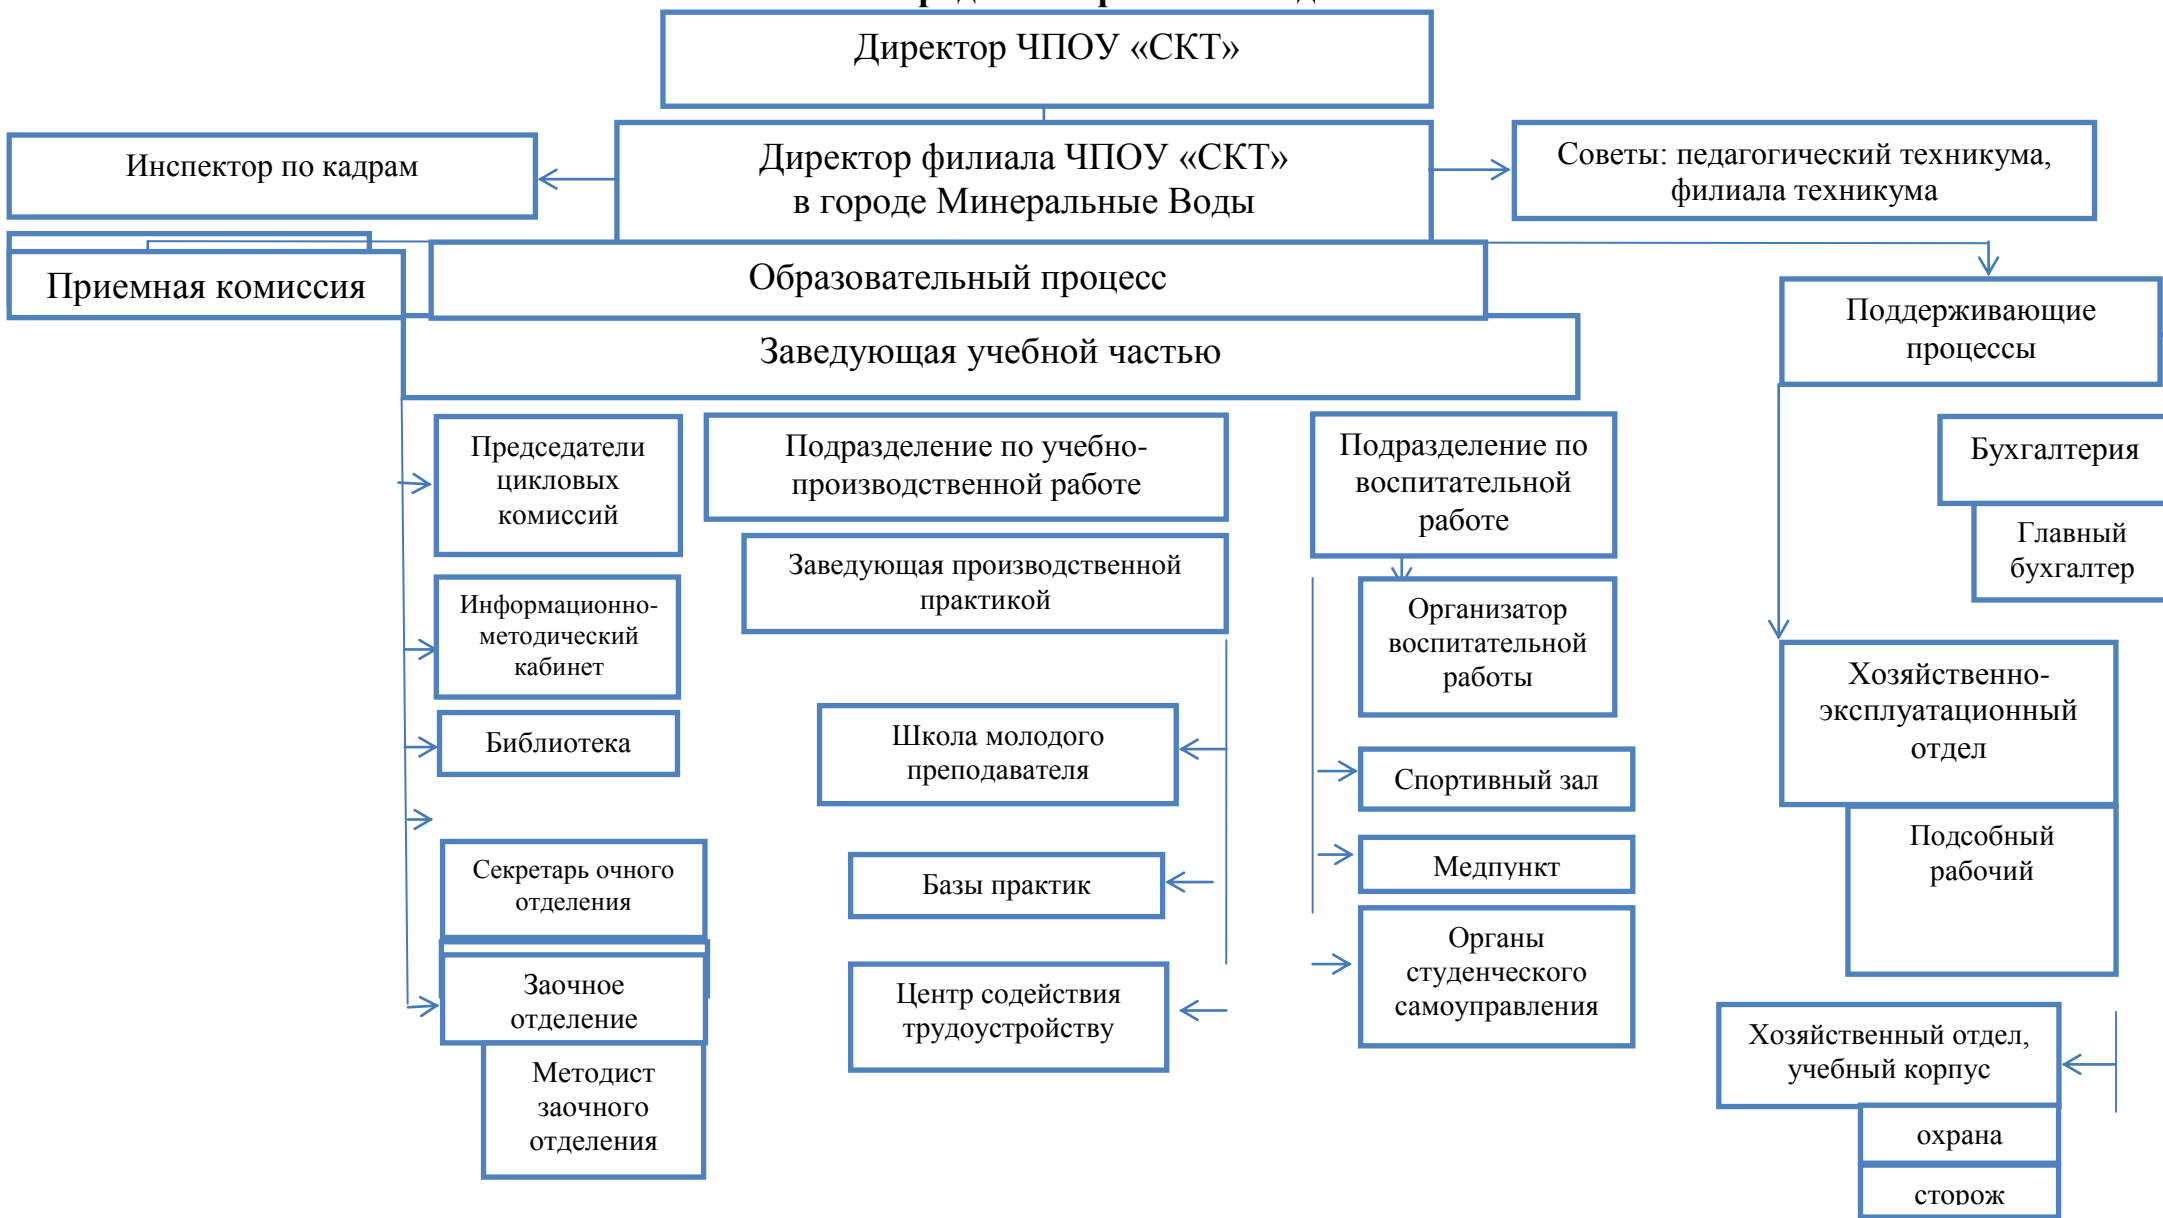 Директор ЧПОУ «СКТ»
Инспектор по кадрам
Директор филиала ЧПОУ «СКТ»
в городе Минеральные Воды
Советы: педагогический техникума,
филиала техникума
Приемная комиссия
Образовательный процесс
Заведующая учебной частью
Поддерживающие
процессы
Председатели
цикловых
комиссий
Информационно-
методический
кабинет
Библиотека
Секретарь очного
отделения
Заочное
отделение
Методист
заочного
отделения
Подразделение по учебно-
производственной работе
Заведующая производственной
практикой
Школа молодого
преподавателя
Базы практик
Центр содействия
трудоустройству
Подразделение по
воспитательной
работе
Организатор
воспитательной
работы
Спортивный зал
Медпункт
Органы
студенческого
самоуправления
Бухгалтерия
Главный
бухгалтер
Хозяйственно-
эксплуатационный
отдел
Подсобный
рабочий
Хозяйственный отдел,
учебный корпус
охрана
сторож